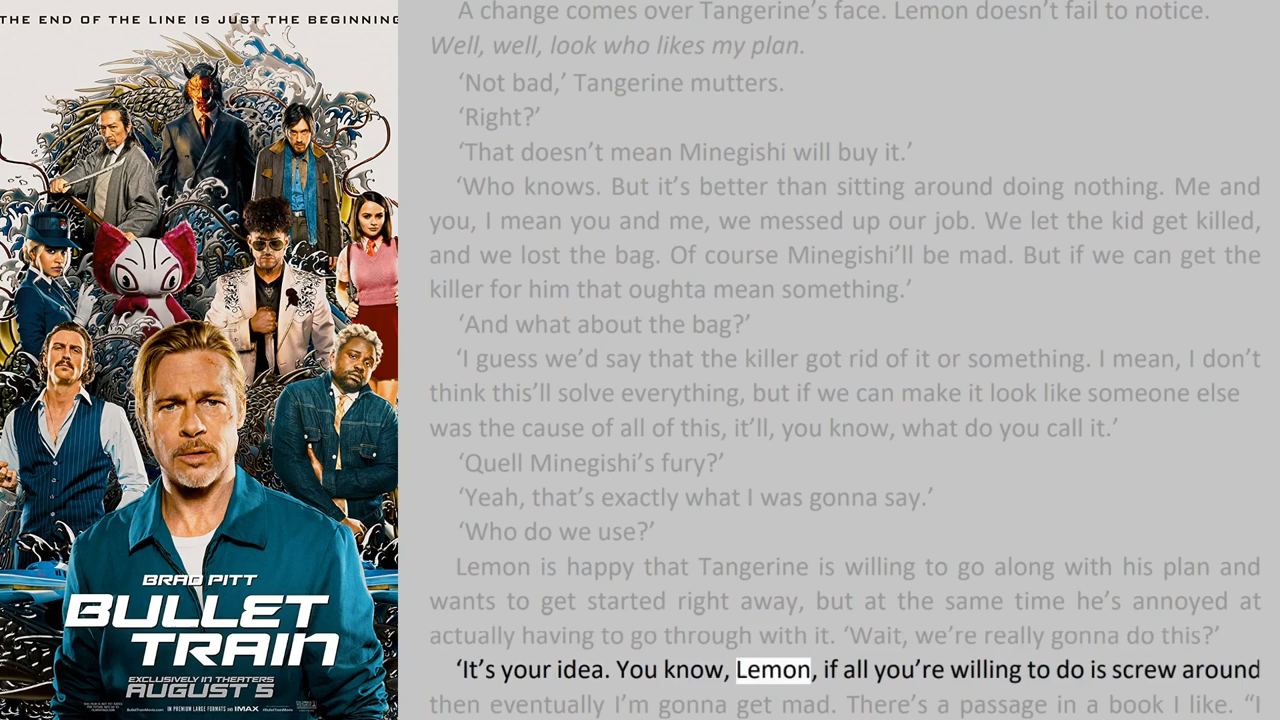 THE END OF THE LINE IS JUST THE BEGINNING
BRAD PITT
BULLET
TRAIN
EXCLUSIVELY IN THEATERS
AUGUST 5
BulletTrainMovie.com
IN PREMIUM LARGE FORMATS AND IMAX
#BulletTrainMovie
A change comes over Tangerine’s face. Lemon doesn’t fail to notice.
Well, well, look who likes my plan.
‘Not bad,’ Tangerine mutters.
‘Right?’
‘That doesn’t mean Minegishi will buy it.’
‘Who knows. But it’s better than sitting around doing nothing. Me and
you, I mean you and me, we messed up our job. We let the kid get killed,
and we lost the bag. Of course Minegishi’ll be mad. But if we can get the
killer for him that oughta mean something.’
‘And what about the bag?’
‘I guess we’d say that the killer got rid of it or something. I mean, I don’t
think this’ll solve everything, but if we can make it look like someone else
was the cause of all of this, it’ll, you know, what do you call it.’
‘Quell Minegishi’s fury?’
‘Yeah, that’s exactly what I was gonna say.’
‘Who do we use?’
Lemon is happy that Tangerine is willing to go along with his plan and
wants to get started right away, but at the same time he’s annoyed at
actually having to go through with it. ‘Wait, we’re really gonna do this?’
‘It’s your idea. You know, Lemon, if all you’re willing to do is screw around
then eventually I’m gonna get mad. There’s a passage in a book I like. “I